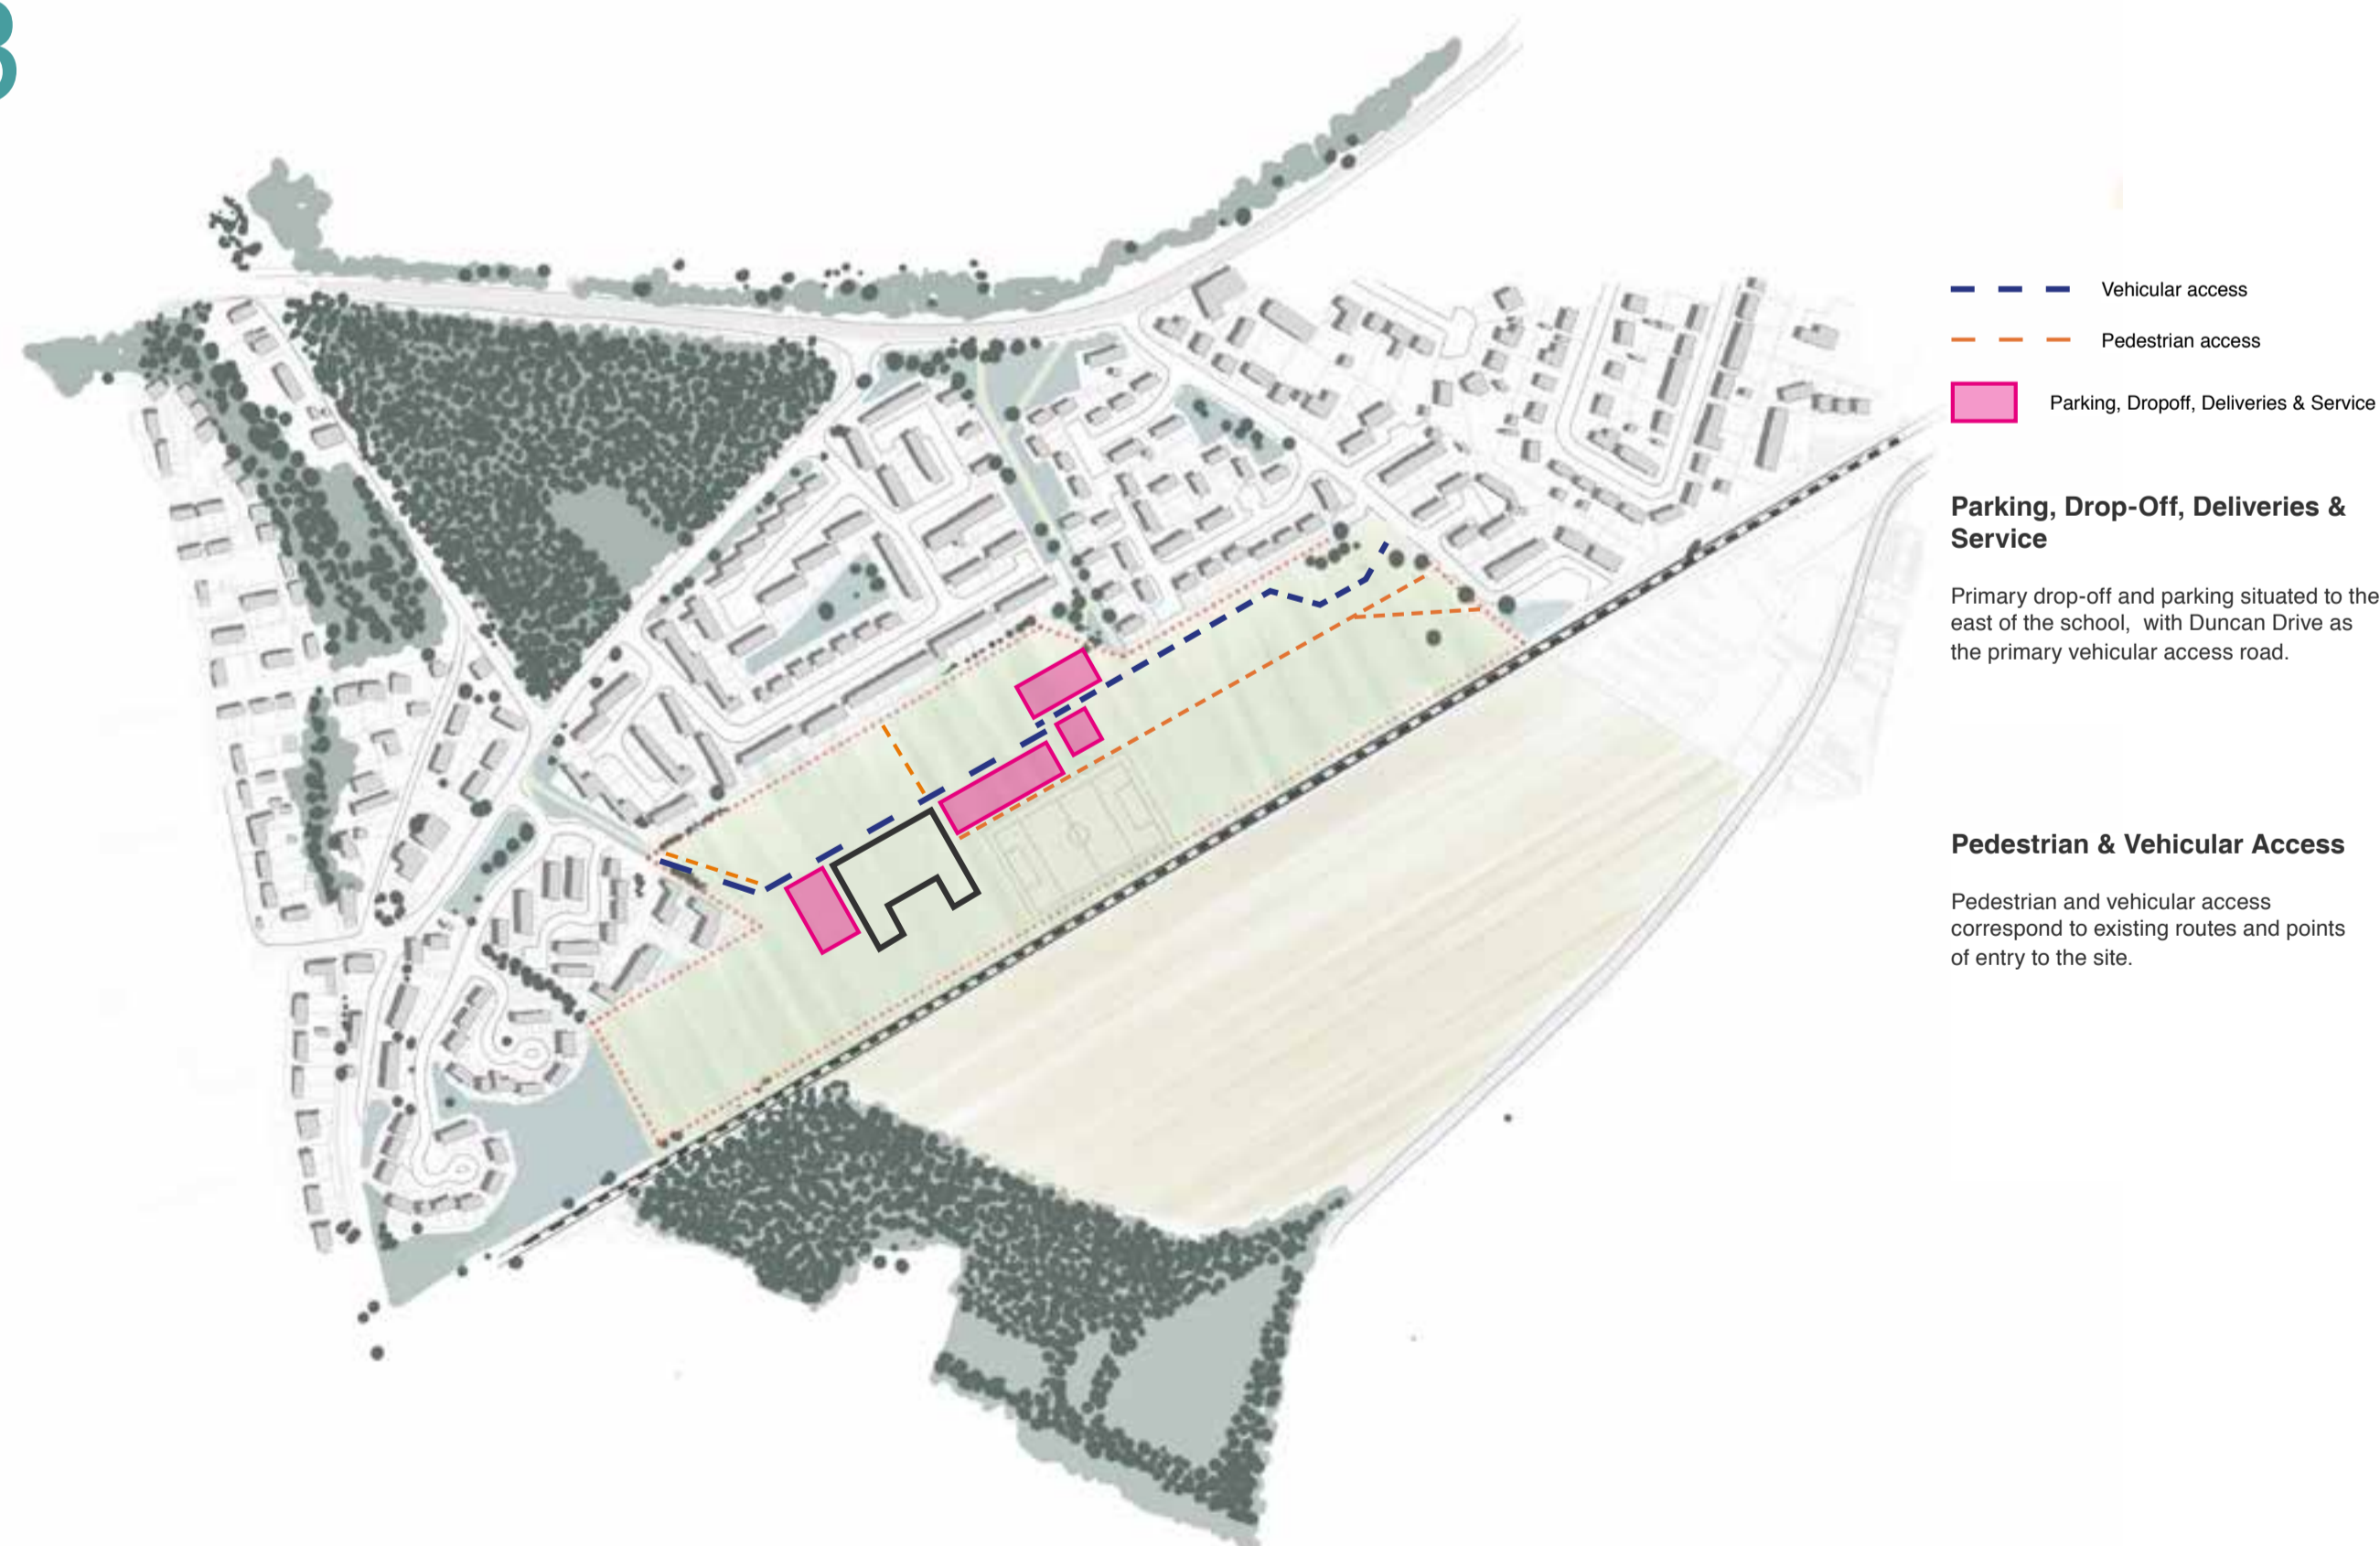 Vehicular access
Pedestrian access
Parking, Dropoff, Deliveries & Service
Parking, Drop-Off, Deliveries &
Service
Primary drop-off and parking situated to the
east of the school, with Duncan Drive as
the primary vehicular access road.
Pedestrian & Vehicular Access
Pedestrian and vehicular access
correspond to existing routes and points
of entry to the site.